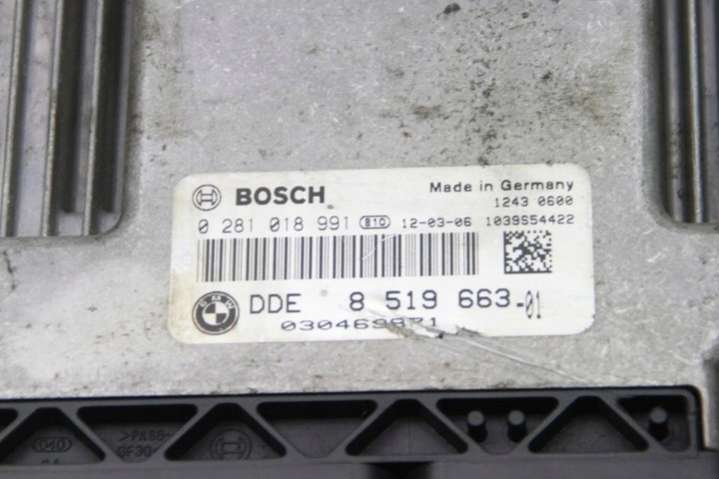 BOSCH Made in Germany
1243 0600
0 281 018 991 810 12-03-06 1039S54422
DDE 8 519 663-01